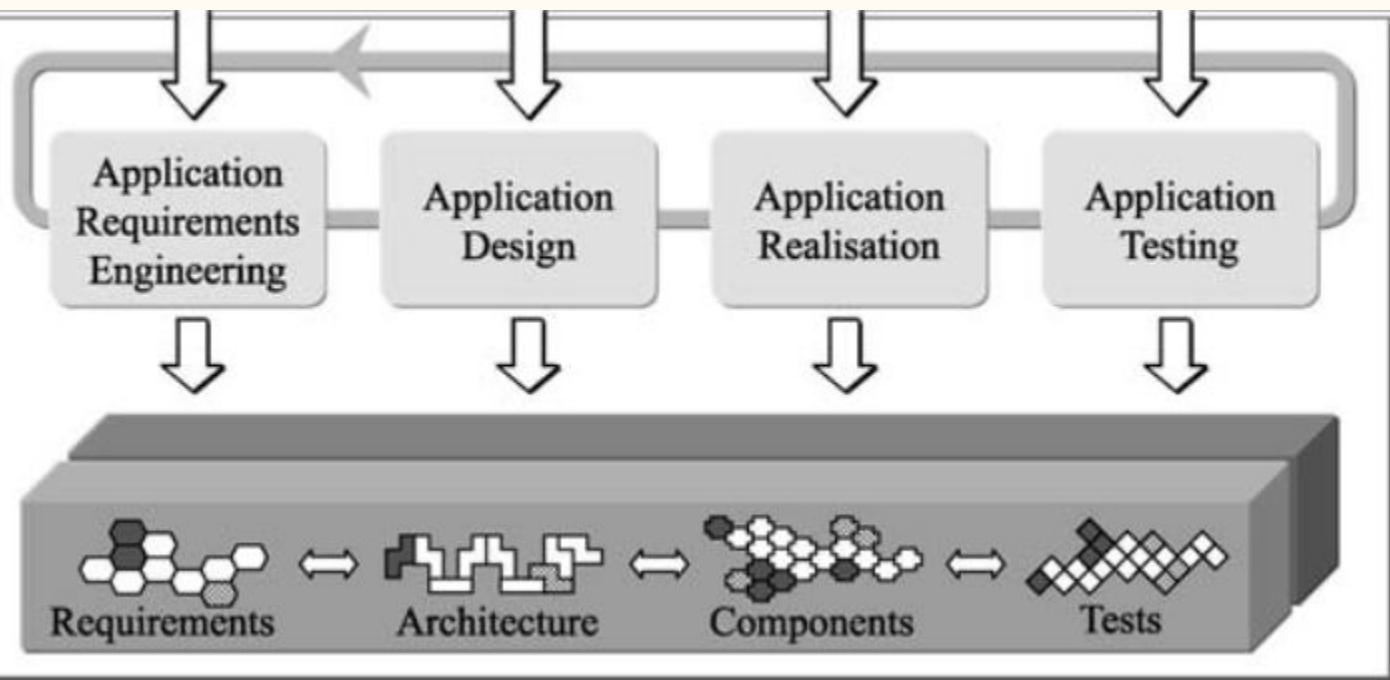 Application
Requirements
Engineering
Application
Design
Application
Realisation
Application
Testing
Requirements
Architecture
Components
Tests